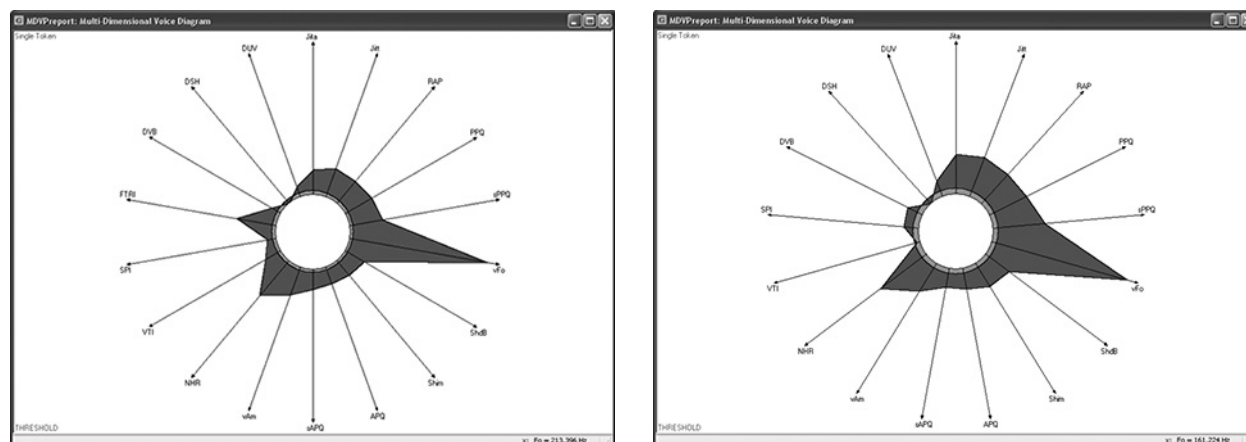 MDVPreport: Multi-Dimensional Voice Diagram
Single Token
Jita
DUV
Jitt
DSH
RAP
DVB
PPQ
FTRI
sPPQ
SPI
vFo
VTI
ShdB
NHR
Shim
vAm
APQ
sAPQ
THRESHOLD
x: Fo = 213.396 Hz
MDVPreport: Multi-Dimensional Voice Diagram
Single Token
Jita
DUV
Jitt
DSH
RAP
DVB
PPQ
SPI
sPPQ
VTI
vFo
NHR
ShdB
vAm
Shim
sAPQ
APQ
THRESHOLD
x: Fo = 161.224 Hz